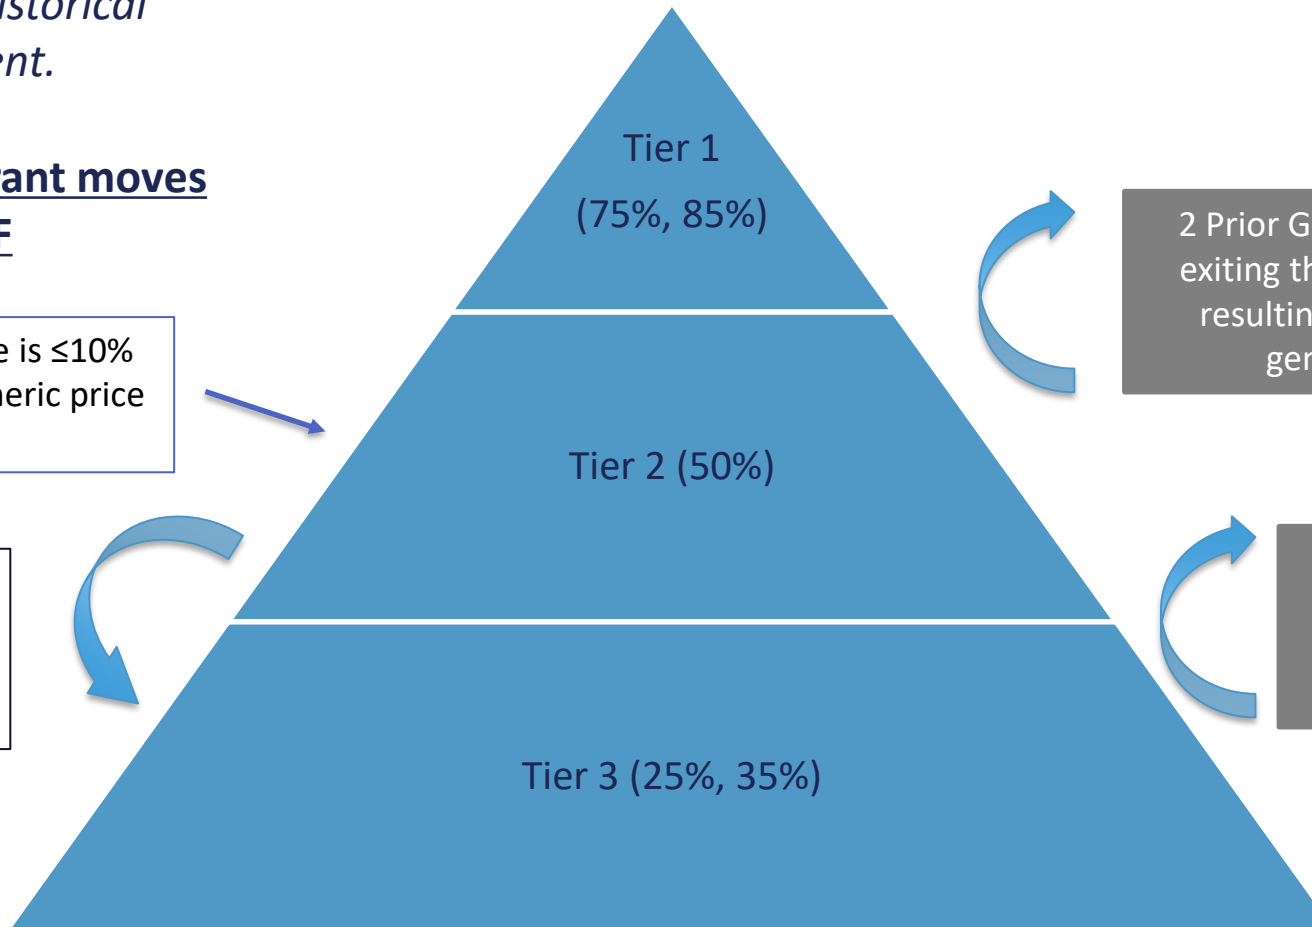 istorical
ent.
rant moves
F
e is ≤10%
neric price
Tier 1
(75%, 85%)
Tier 2 (50%)
Tier 3 (25%, 35%)
2 Prior G
exiting th
resultin
gen